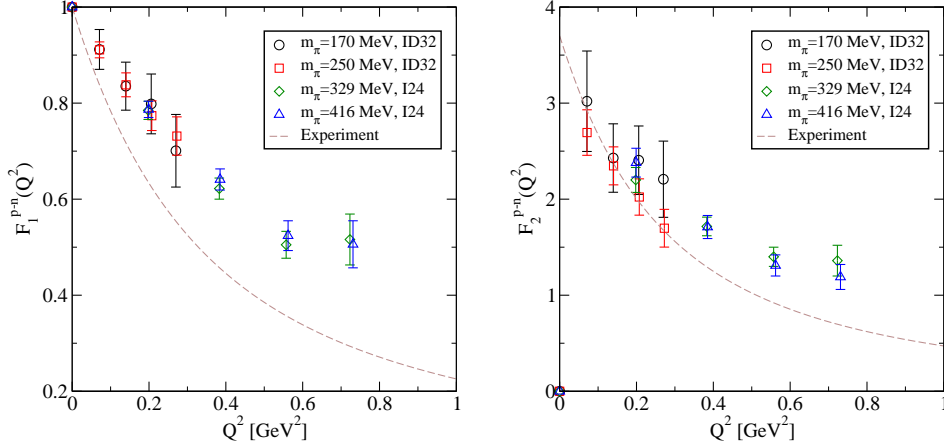 1
0.8
0.6
0.4
0.2
0
0.2
0.4
0.6
0.8
1
Q² [GeV²]
F₁ᵖ⁻ⁿ(Q²)
m_π=170 MeV, ID32
m_π=250 MeV, ID32
m_π=329 MeV, I24
m_π=416 MeV, I24
Experiment
4
3
2
1
0
0
0.2
0.4
0.6
0.8
1
Q² [GeV²]
F₂ᵖ⁻ⁿ(Q²)
m_π=170 MeV, ID32
m_π=250 MeV, ID32
m_π=329 MeV, I24
m_π=416 MeV, I24
Experiment